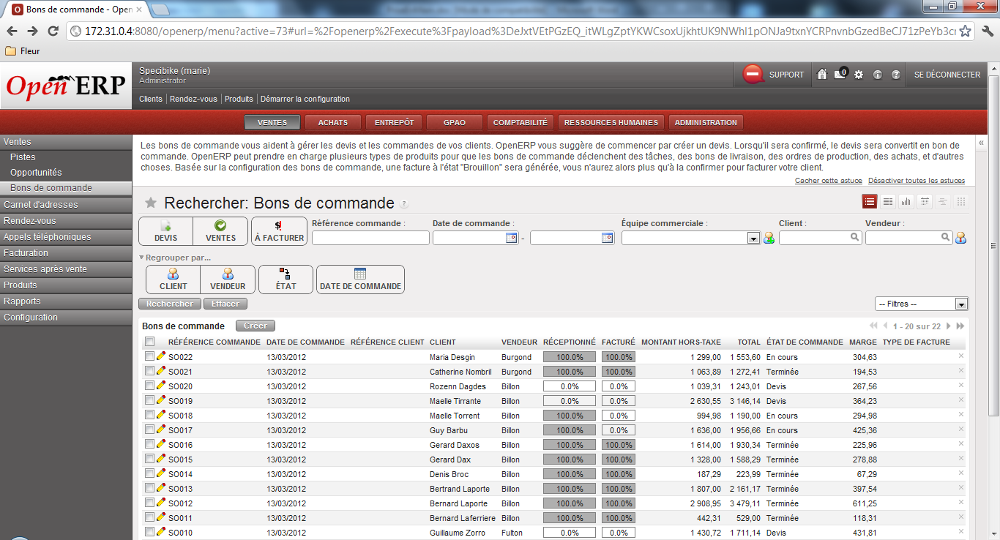 Bons de commande - Open
172.31.0.4:8080/openerp/menu?active=73#url=%2Fopenerp%2Fexecute%3Fpayload%3DeJxtVEtPGzEQ_itWLgZptYKWCsoxUjkhtUK9NWhl1pONJa9txnYCRPnvnbGzedBeCJ71zPeYb3cr
Fleur
Open ERP
Specibike (marie)
Administrator
SUPPORT
0
SE DÉCONNECTER
Clients Rendez-vous Produits Démarrer la configuration
VENTES ACHATS ENTREPÔT GPAO COMPTABILITÉ RESSOURCES HUMAINES ADMINISTRATION
Ventes
Pistes
Opportunités
Bons de commande
Carnet d'adresses
Rendez-vous
Appels téléphoniques
Facturation
Services après vente
Produits
Rapports
Configuration
Les bons de commande vous aident à gérer les devis et les commandes de vos clients. OpenERP vous suggère de commencer par créer un devis. Lorsqu'il sera confirmé, le devis sera convertit en bon de
commande. OpenERP peut prendre en charge plusieurs types de produits pour que les bons de commande déclenchent des tâches, des bons de livraison, des ordres de production, des achats, et d'autres
choses. Basée sur la configuration des bons de commande, une facture à l'état "Brouillon" sera générée, vous n'aurez alors plus qu'à la confirmer pour facturer votre client.
Cacher cette astuce Désactiver toutes les astuces
Rechercher: Bons de commande ?
DEVIS VENTES À FACTURER
Référence commande : Date de commande : - Équipe commerciale : Client : Vendeur :
Regrouper par...
CLIENT VENDEUR ÉTAT DATE DE COMMANDE
Rechercher Effacer
-- Filtres --
Bons de commande Créer
1 - 20 sur 22
RÉFÉRENCE COMMANDE DATE DE COMMANDE RÉFÉRENCE CLIENT CLIENT VENDEUR RÉCEPTIONNÉ FACTURÉ MONTANT HORS-TAXE TOTAL ÉTAT DE COMMANDE MARGE TYPE DE FACTURE
SO022 13/03/2012 Maria Desgin Burgond 100.0% 100.0% 1 299,00 1 553,60 En cours 304,63
SO021 13/03/2012 Catherine Nombril Burgond 100.0% 100.0% 1 063,89 1 272,41 Terminée 194,53
SO020 13/03/2012 Rozenn Dagdes Billon 0.0% 0.0% 1 039,31 1 243,01 Devis 267,56
SO019 13/03/2012 Maelle Tirrante Billon 0.0% 0.0% 2 630,55 3 146,14 Devis 364,23
SO018 13/03/2012 Maelle Torrent Billon 100.0% 0.0% 994,98 1 190,00 En cours 294,98
SO017 13/03/2012 Guy Barbu Billon 100.0% 0.0% 1 636,00 1 956,66 En cours 425,36
SO016 13/03/2012 Gerard Daxos Billon 100.0% 100.0% 1 614,00 1 930,34 Terminée 225,96
SO015 13/03/2012 Gerard Dax Billon 100.0% 100.0% 1 328,00 1 588,29 Terminée 278,88
SO014 13/03/2012 Denis Broc Billon 100.0% 100.0% 187,29 223,99 Terminée 67,29
SO013 13/03/2012 Bertrand Laporte Billon 100.0% 100.0% 1 807,00 2 161,17 Terminée 397,54
SO012 13/03/2012 Bernard Laporte Billon 100.0% 100.0% 2 908,95 3 479,11 Terminée 611,25
SO011 13/03/2012 Bernard Laferriere Billon 100.0% 100.0% 442,31 529,00 Terminée 118,31
SO010 13/03/2012 Guillaume Zorro Fulton 0.0% 0.0% 1 430,72 1 711,14 Devis 431,81